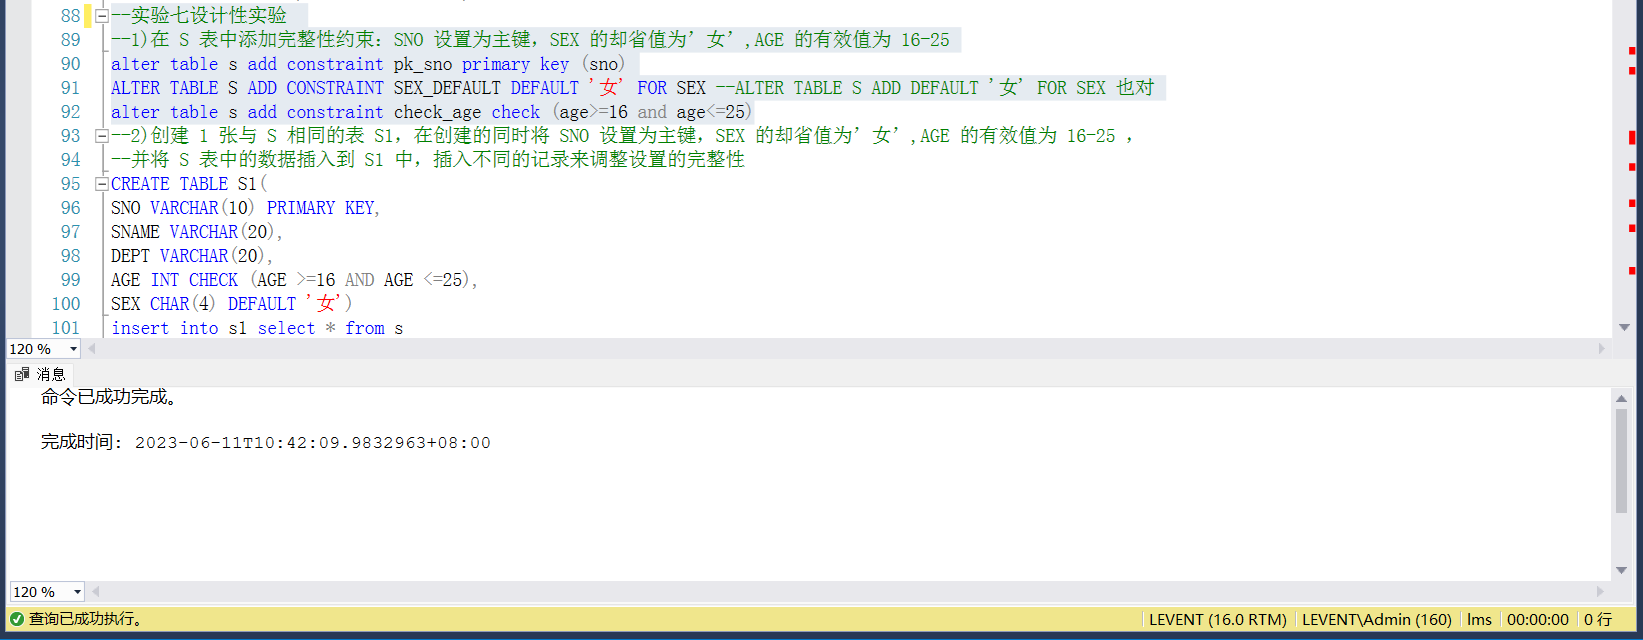 88 --实验七设计性实验
89 --1)在 S 表中添加完整性约束：SNO 设置为主键，SEX 的却省值为’女’,AGE 的有效值为 16-25
90 alter table s add constraint pk_sno primary key (sno)
91 ALTER TABLE S ADD CONSTRAINT SEX_DEFAULT DEFAULT '女' FOR SEX --ALTER TABLE S ADD DEFAULT '女' FOR SEX 也对
92 alter table s add constraint check_age check (age>=16 and age<=25)
93 --2)创建 1 张与 S 相同的表 S1，在创建的同时将 SNO 设置为主键，SEX 的却省值为’女’,AGE 的有效值为 16-25 ，
94 --并将 S 表中的数据插入到 S1 中，插入不同的记录来调整设置的完整性
95 CREATE TABLE S1(
96 SNO VARCHAR(10) PRIMARY KEY,
97 SNAME VARCHAR(20),
98 DEPT VARCHAR(20),
99 AGE INT CHECK (AGE >=16 AND AGE <=25),
100 SEX CHAR(4) DEFAULT '女')
101 insert into s1 select * from s
120 %
消息
命令已成功完成。
完成时间: 2023-06-11T10:42:09.9832963+08:00
120 %
查询已成功执行。 LEVENT (16.0 RTM) LEVENT\Admin (160) lms 00:00:00 0 行